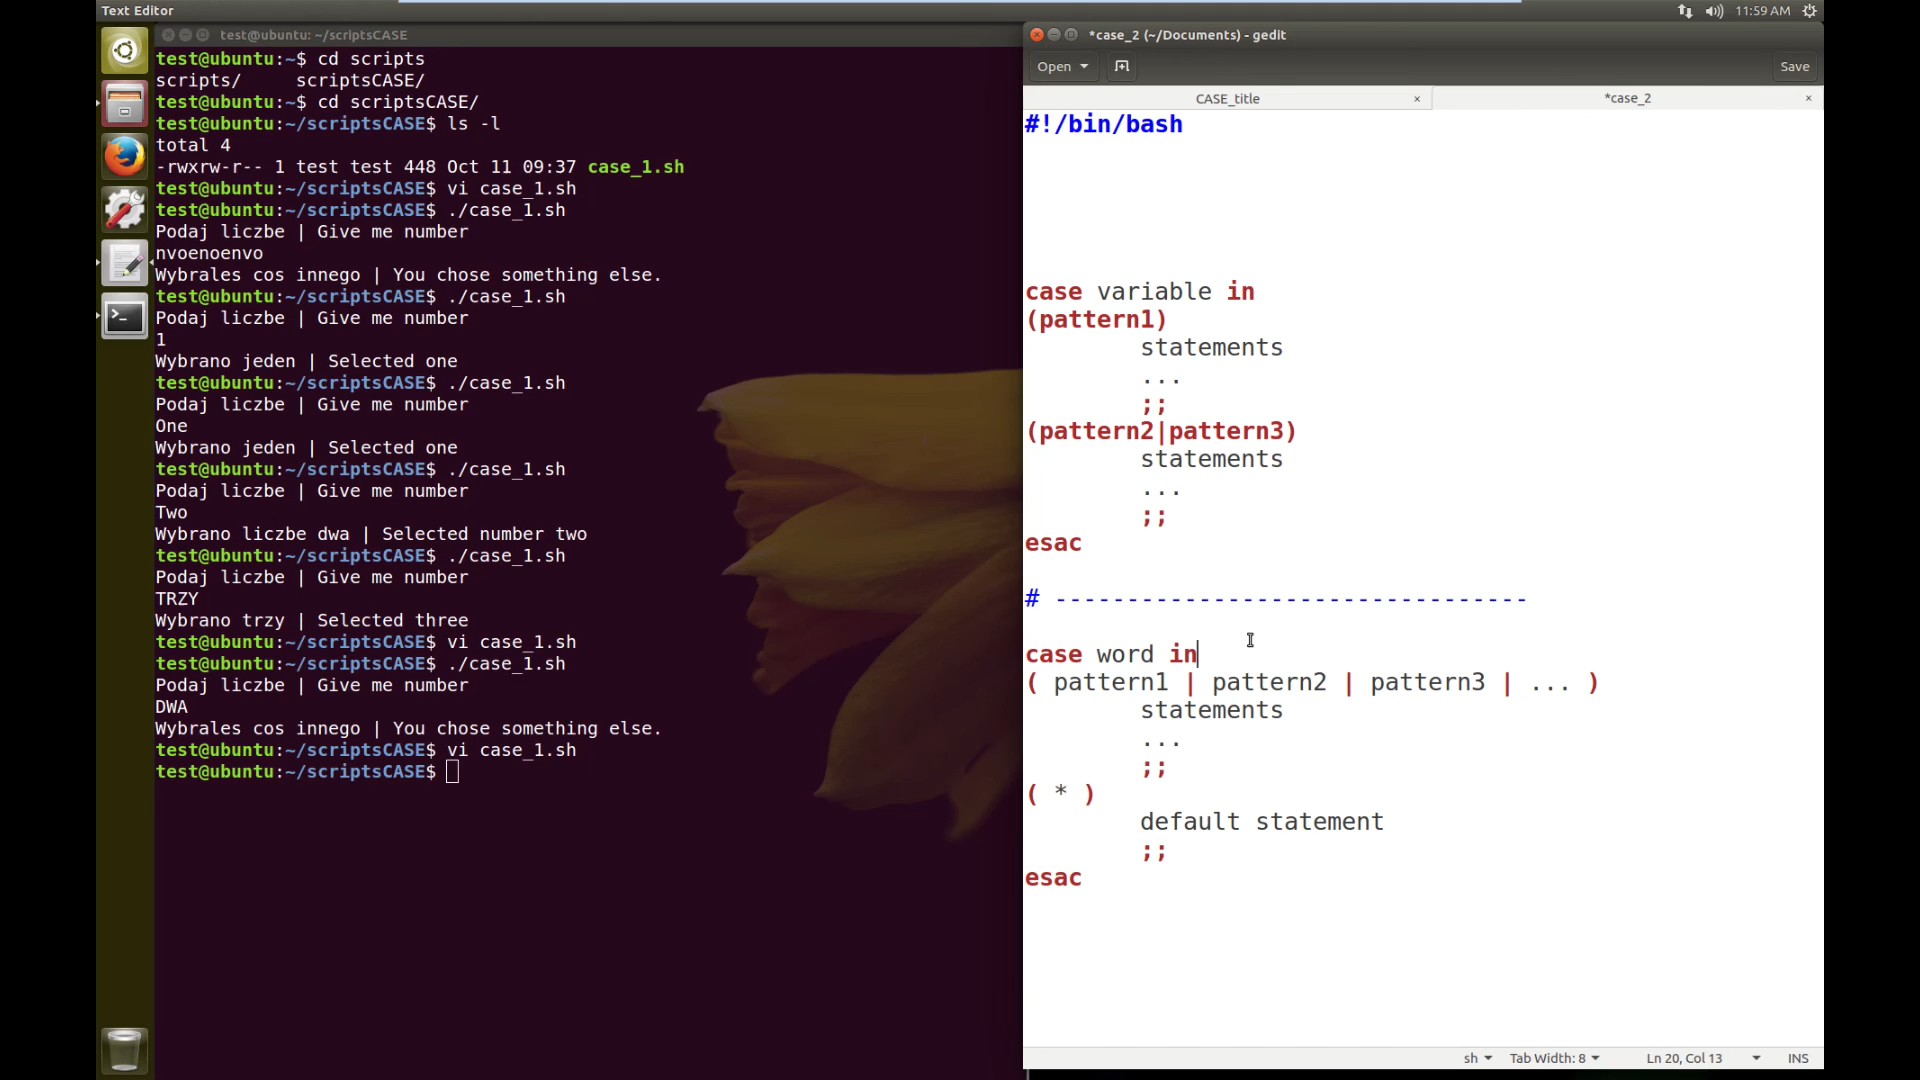 Text Editor
11:59 AM
test@ubuntu: ~/scriptsCASE
test@ubuntu:~$ cd scripts
scripts/     scriptsCASE/
test@ubuntu:~$ cd scriptsCASE/
test@ubuntu:~/scriptsCASE$ ls -l
total 4
-rwxrw-r-- 1 test test 448 Oct 11 09:37 case_1.sh
test@ubuntu:~/scriptsCASE$ vi case_1.sh
test@ubuntu:~/scriptsCASE$ ./case_1.sh
Podaj liczbe | Give me number
nvoenoenvo
Wybrales cos innego | You chose something else.
test@ubuntu:~/scriptsCASE$ ./case_1.sh
Podaj liczbe | Give me number
1
Wybrano jeden | Selected one
test@ubuntu:~/scriptsCASE$ ./case_1.sh
Podaj liczbe | Give me number
One
Wybrano jeden | Selected one
test@ubuntu:~/scriptsCASE$ ./case_1.sh
Podaj liczbe | Give me number
Two
Wybrano liczbe dwa | Selected number two
test@ubuntu:~/scriptsCASE$ ./case_1.sh
Podaj liczbe | Give me number
TRZY
Wybrano trzy | Selected three
test@ubuntu:~/scriptsCASE$ vi case_1.sh
test@ubuntu:~/scriptsCASE$ ./case_1.sh
Podaj liczbe | Give me number
DWA
Wybrales cos innego | You chose something else.
test@ubuntu:~/scriptsCASE$ vi case_1.sh
test@ubuntu:~/scriptsCASE$
*case_2 (~/Documents) - gedit
Open
Save
CASE_title
*case_2
#!/bin/bash
case variable in
(pattern1)
        statements
        ...
        ;;
(pattern2|pattern3)
        statements
        ...
        ;;
esac
# ---------------------------------
case word in
( pattern1 | pattern2 | pattern3 | ... )
        statements
        ...
        ;;
( * )
        default statement
        ;;
esac
sh
Tab Width: 8
Ln 20, Col 13
INS